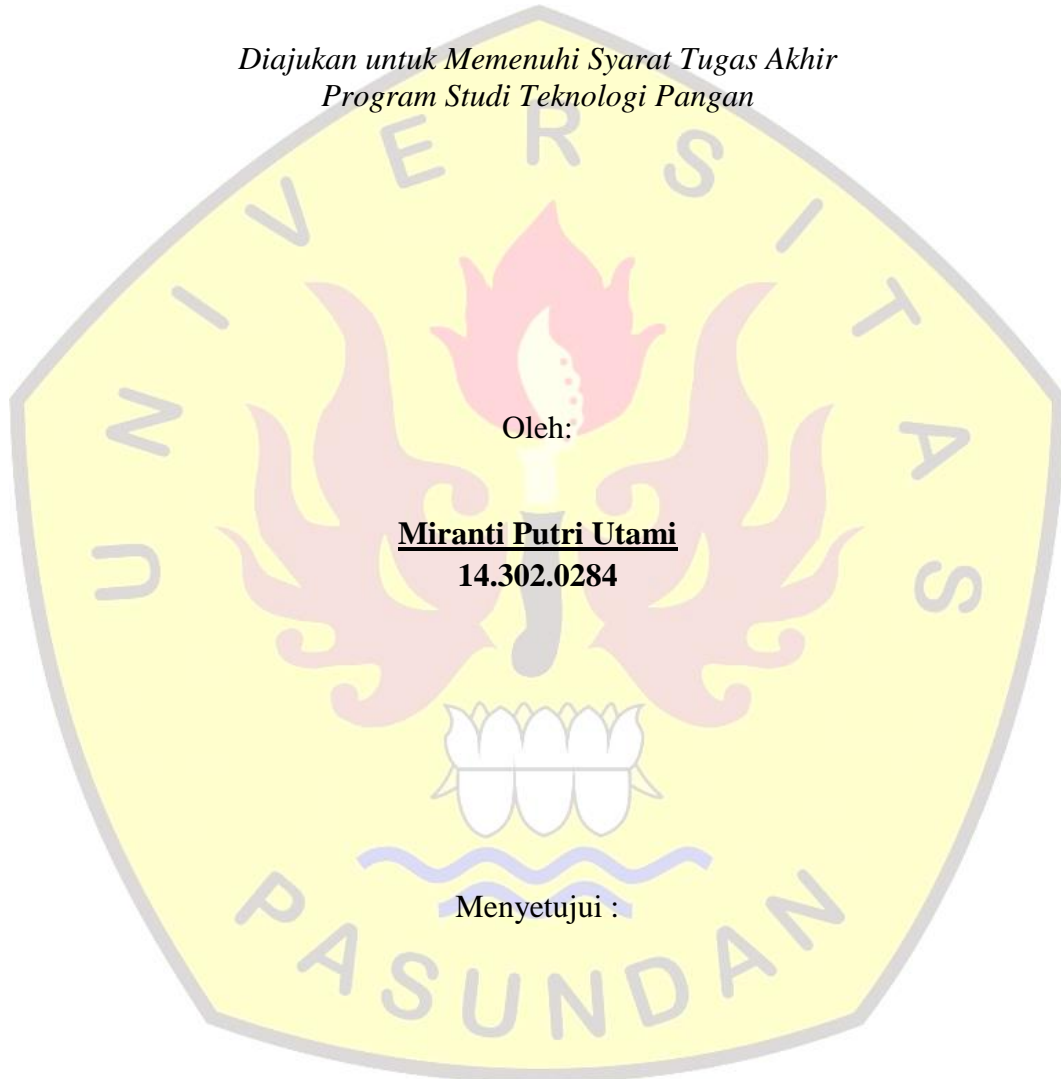 Diajukan untuk Memenuhi Syarat Tugas Akhir
Program Studi Teknologi Pangan
UNIVERSITAS
Oleh:
Miranti Putri Utami
14.302.0284
Menyetujui :
PASUNDAN